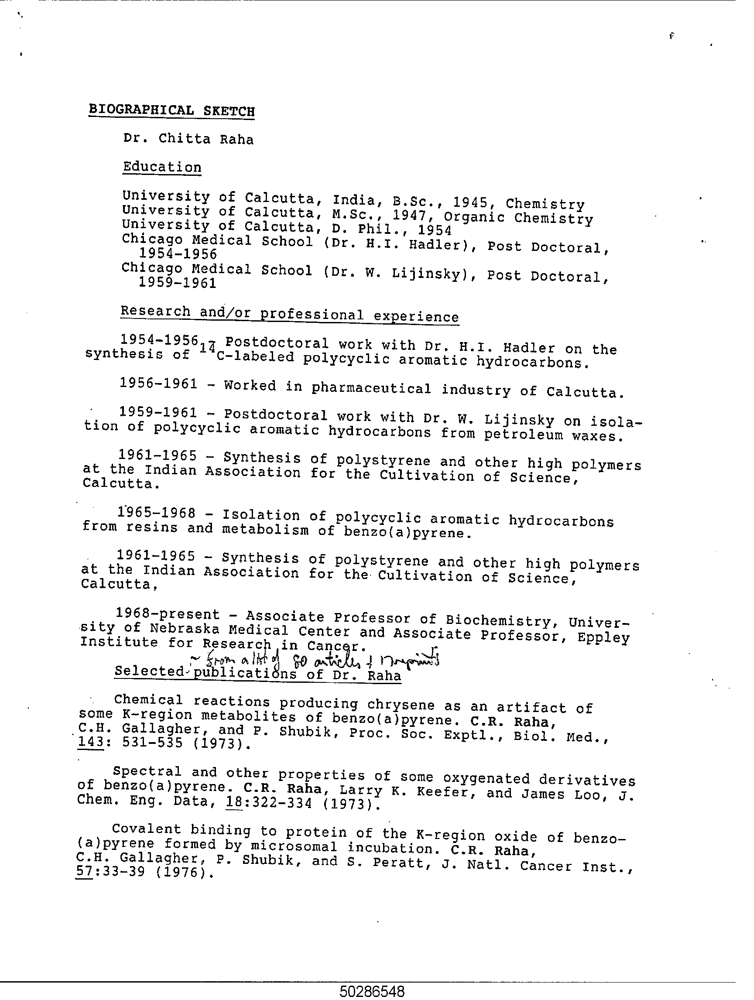 BIOGRAPHICAL SKETCH
Dr. Chitta Raha
Education
University of Calcutta, India, B.Sc., 1945, Chemistry
University of Calcutta, M.Sc., 1947, Organic Chemistry
University of Calcutta, D. Phil., 1954
Chicago Medical School (Dr. H.I. Hadler), Post Doctoral,
1954-1956
Chicago Medical School (Dr. W. Lijinsky), Post Doctoral,
1959-1961
Research and/or professional experience
1954-1956 - Postdoctoral work with Dr. H.I. Hadler on the
synthesis of 14C-labeled polycyclic aromatic hydrocarbons.
1956-1961 - Worked in pharmaceutical industry of Calcutta.
1959-1961 - Postdoctoral work with Dr. W. Lijinsky on isola-
tion of polycyclic aromatic hydrocarbons from petroleum waxes.
1961-1965 - Synthesis of polystyrene and other high polymers
at the Indian Association for the Cultivation of Science,
Calcutta.
1965-1968 - Isolation of polycyclic aromatic hydrocarbons
from resins and metabolism of benzo(a)pyrene.
1961-1965 - Synthesis of polystyrene and other high polymers
at the Indian Association for the Cultivation of Science,
Calcutta,
1968-present - Associate Professor of Biochemistry, Univer-
sity of Nebraska Medical Center and Associate Professor, Eppley
Institute for Research in Cancer.
from a list of 80 articles &
Selected publications of Dr. Raha
Chemical reactions producing chrysene as an artifact of
some K-region metabolites of benzo(a)pyrene. C.R. Raha,
C.H. Gallagher, and P. Shubik, Proc. Soc. Exptl., Biol. Med.,
143: 531-535 (1973).
Spectral and other properties of some oxygenated derivatives
of benzo(a)pyrene. C.R. Raha, Larry K. Keefer, and James Loo, J.
Chem. Eng. Data, 18:322-334 (1973).
Covalent binding to protein of the K-region oxide of benzo-
(a)pyrene formed by microsomal incubation. C.R. Raha,
C.H. Gallagher, P. Shubik, and S. Peratt, J. Natl. Cancer Inst.,
57:33-39 (1976).
50286548